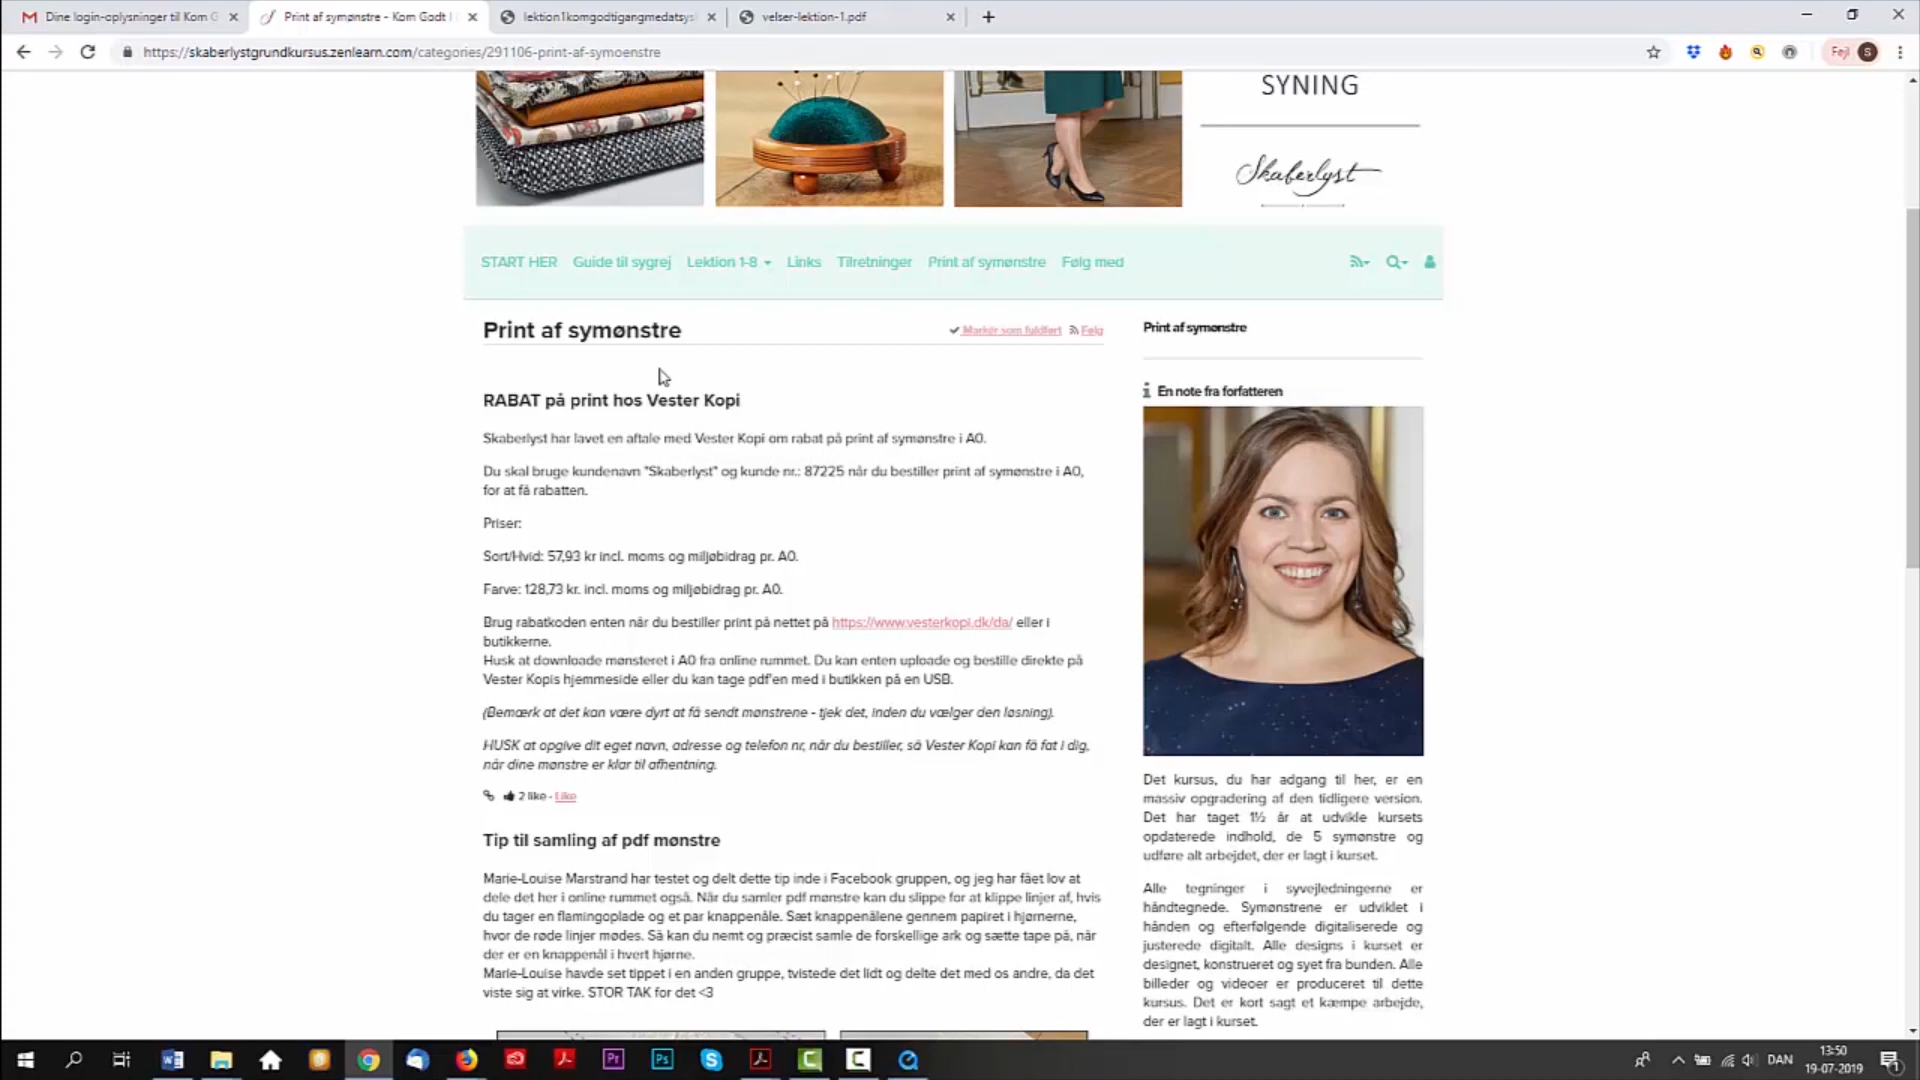 Dine login-oplysninger til Kom G
Print af symønstre - Kom Godt I
lektion1komgodtigangmedatsys
velser-lektion-1.pdf
https://skaberlystgrundkursus.zenlearn.com/categories/291106-print-af-symoenstre
Fejl
S
SYNING
Skaberlyst
START HER
Guide til sygrej
Lektion 1-8
Links
Tilretninger
Print af symønstre
Følg med
Print af symønstre
Markér som fuldført
Følg
RABAT på print hos Vester Kopi
Skaberlyst har lavet en aftale med Vester Kopi om rabat på print af symønstre i A0.
Du skal bruge kundenavn "Skaberlyst" og kunde nr.: 87225 når du bestiller print af symønstre i A0,
for at få rabatten.
Priser:
Sort/Hvid: 57,93 kr incl. moms og miljøbidrag pr. A0.
Farve: 128,73 kr. incl. moms og miljøbidrag pr. A0.
Brug rabatkoden enten når du bestiller print på nettet på https://www.vesterkopi.dk/da/ eller i
butikkerne.
Husk at downloade mønsteret i A0 fra online rummet. Du kan enten uploade og bestille direkte på
Vester Kopis hjemmeside eller du kan tage pdf'en med i butikken på en USB.
(Bemærk at det kan være dyrt at få sendt mønstrene - tjek det, inden du vælger den løsning).
HUSK at opgive dit eget navn, adresse og telefon nr, når du bestiller, så Vester Kopi kan få fat i dig,
når dine mønstre er klar til afhentning.
2 like - Like
Tip til samling af pdf mønstre
Marie-Louise Marstrand har testet og delt dette tip inde i Facebook gruppen, og jeg har fået lov at
dele det her i online rummet også. Når du samler pdf mønstre kan du slippe for at klippe linjer af, hvis
du tager en flamingoplade og et par knappenåle. Sæt knappenålene gennem papiret i hjørnerne,
hvor de røde linjer mødes. Så kan du nemt og præcist samle de forskellige ark og sætte tape på, når
der er en knappenål i hvert hjørne.
Marie-Louise havde set tippet i en anden gruppe, tvistede det lidt og delte det med os andre, da det
viste sig at virke. STOR TAK for det <3
Print af symønstre
En note fra forfatteren
Det kursus, du har adgang til her, er en
massiv opgradering af den tidligere version.
Det har taget 1½ år at udvikle kursets
opdaterede indhold, de 5 symønstre og
udføre alt arbejdet, der er lagt i kurset.
Alle tegninger i syvejledningerne er
håndtegnede. Symønstrene er udviklet i
hånden og efterfølgende digitaliserede og
justerede digitalt. Alle designs i kurset er
designet, konstrueret og syet fra bunden. Alle
billeder og videoer er produceret til dette
kursus. Det er kort sagt et kæmpe arbejde,
der er lagt i kurset.
Pr
Ps
DAN
13:50
19-07-2019
1